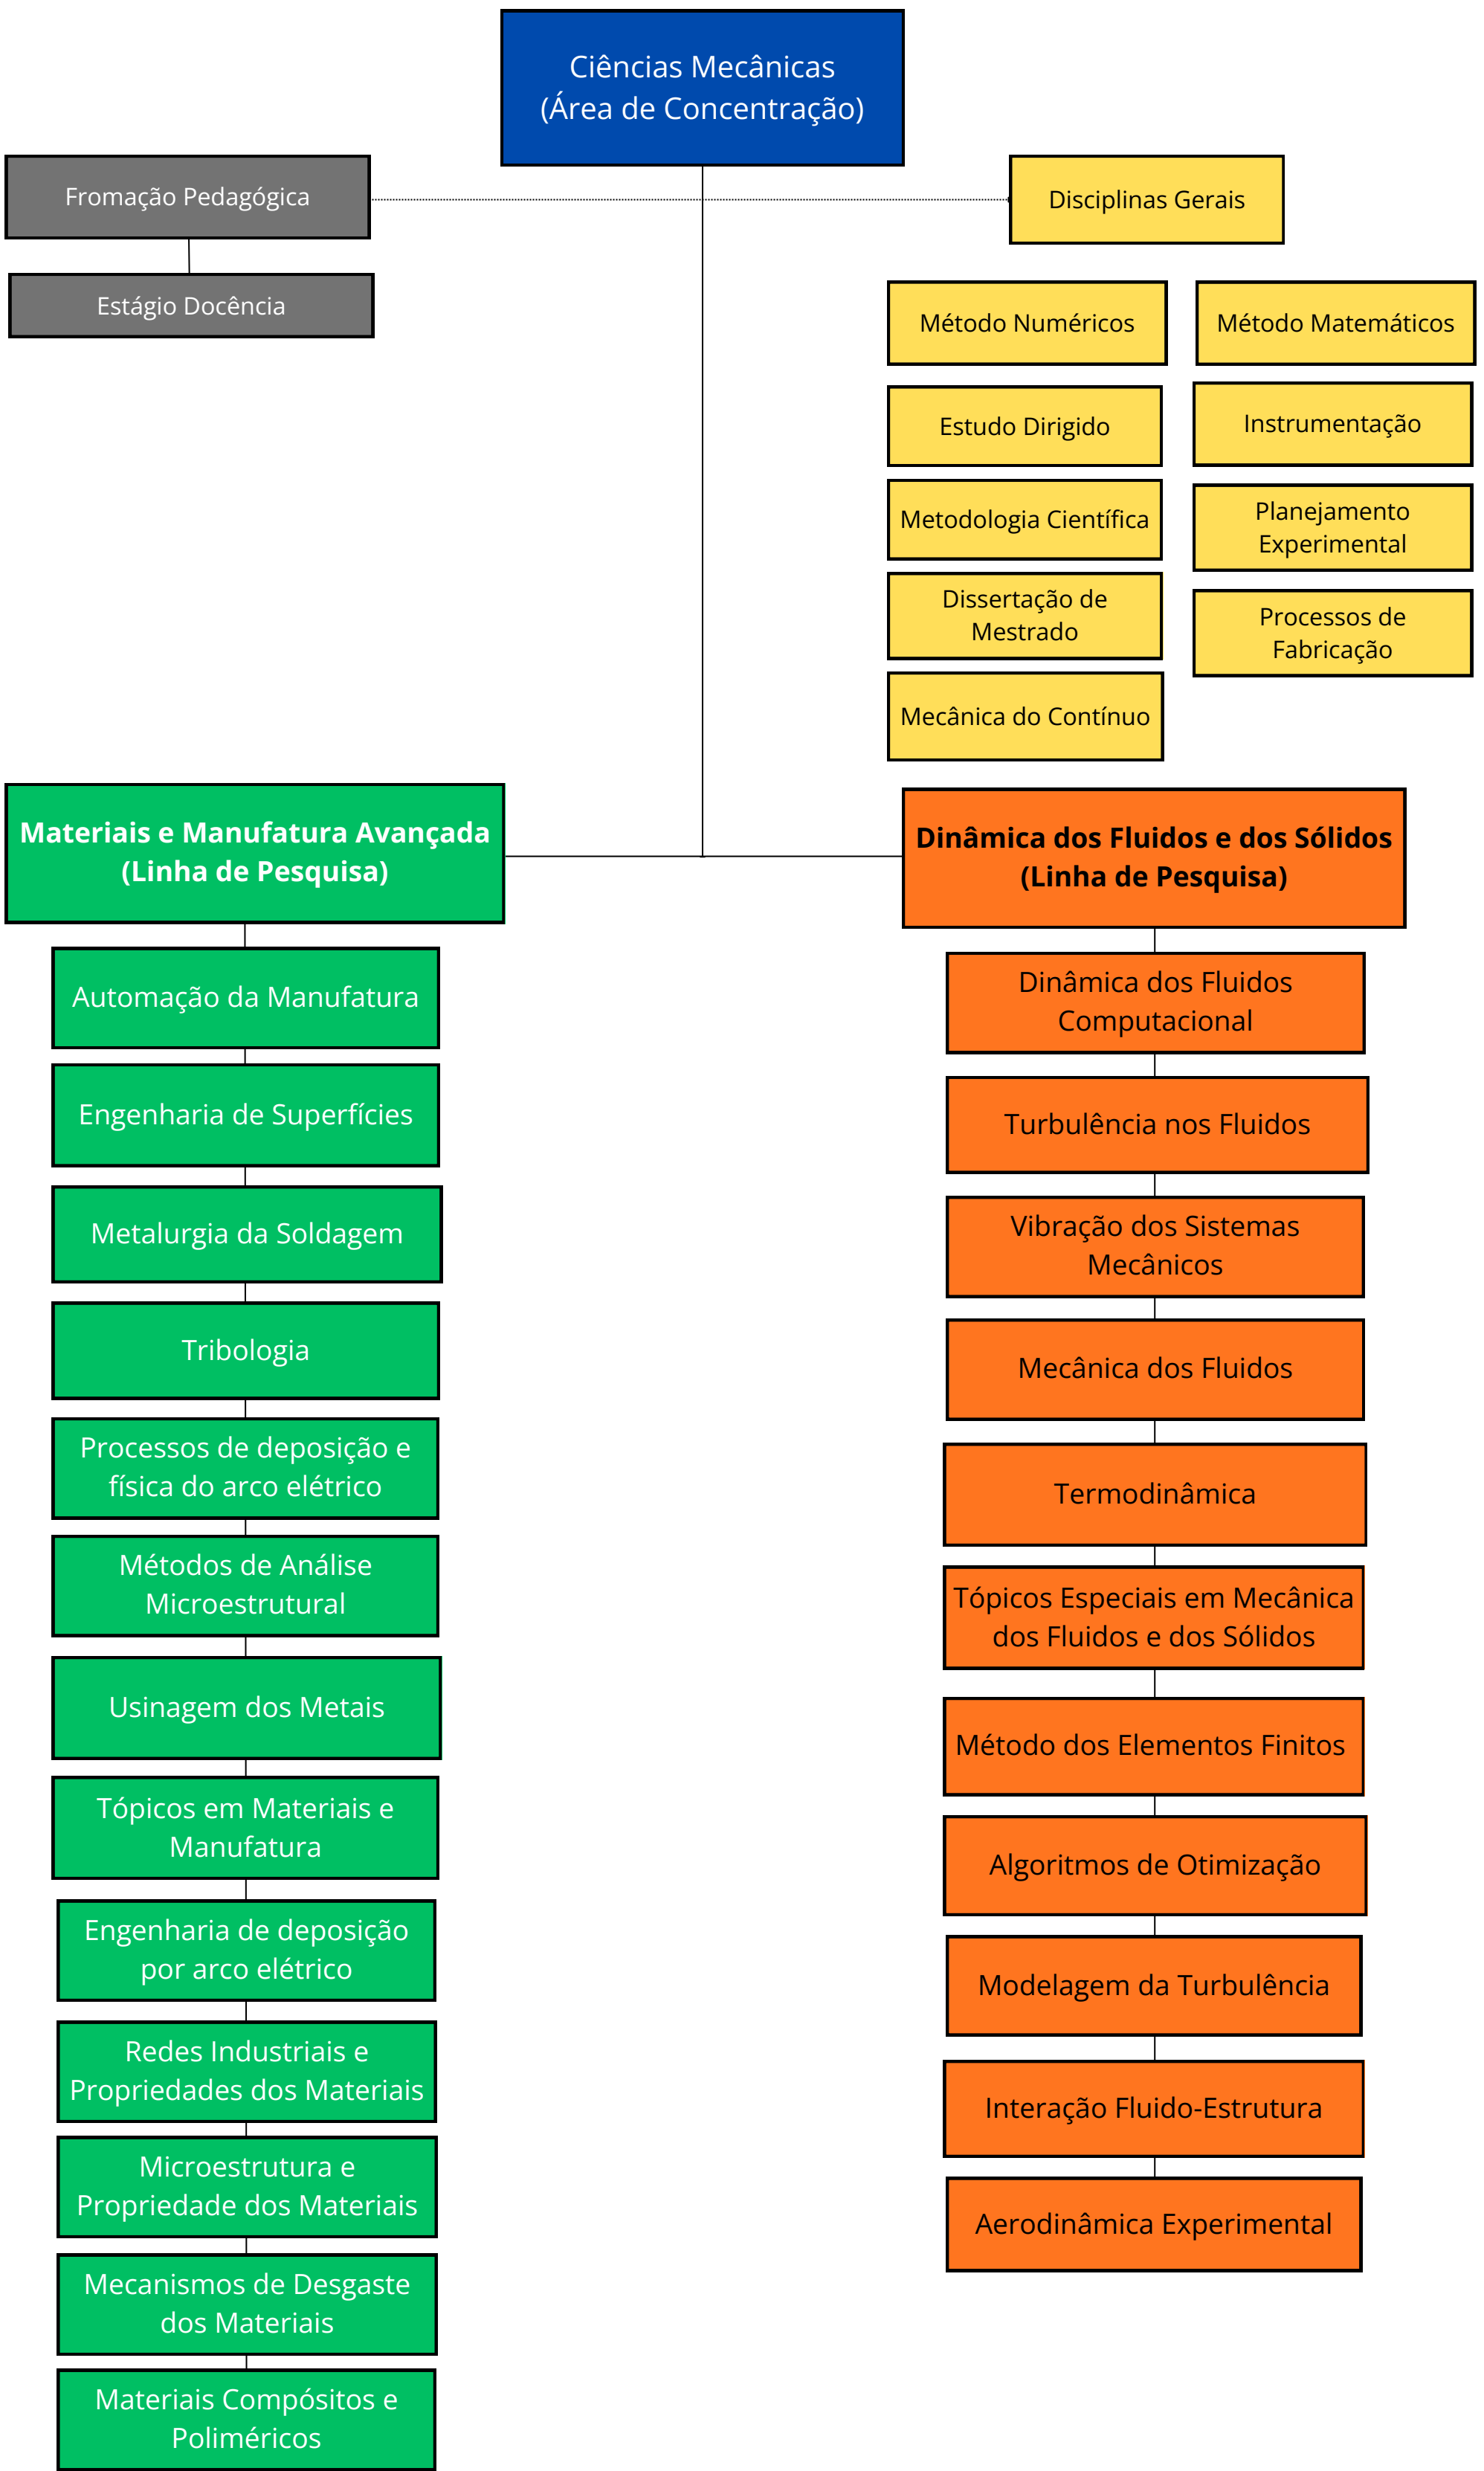 Ciências Mecânicas
(Área de Concentração)
Fromação Pedagógica
Estágio Docência
Disciplinas Gerais
Método Numéricos
Método Matemáticos
Estudo Dirigido
Instrumentação
Metodologia Científica
Planejamento
Experimental
Dissertação de
Mestrado
Processos de
Fabricação
Mecânica do Contínuo
Materiais e Manufatura Avançada
(Linha de Pesquisa)
Automação da Manufatura
Engenharia de Superfícies
Metalurgia da Soldagem
Tribologia
Processos de deposição e
física do arco elétrico
Métodos de Análise
Microestrutural
Usinagem dos Metais
Tópicos em Materiais e
Manufatura
Engenharia de deposição
por arco elétrico
Redes Industriais e
Propriedades dos Materiais
Microestrutura e
Propriedade dos Materiais
Mecanismos de Desgaste
dos Materiais
Materiais Compósitos e
Poliméricos
Dinâmica dos Fluidos e dos Sólidos
(Linha de Pesquisa)
Dinâmica dos Fluidos
Computacional
Turbulência nos Fluidos
Vibração dos Sistemas
Mecânicos
Mecânica dos Fluidos
Termodinâmica
Tópicos Especiais em Mecânica
dos Fluidos e dos Sólidos
Método dos Elementos Finitos
Algoritmos de Otimização
Modelagem da Turbulência
Interação Fluido-Estrutura
Aerodinâmica Experimental